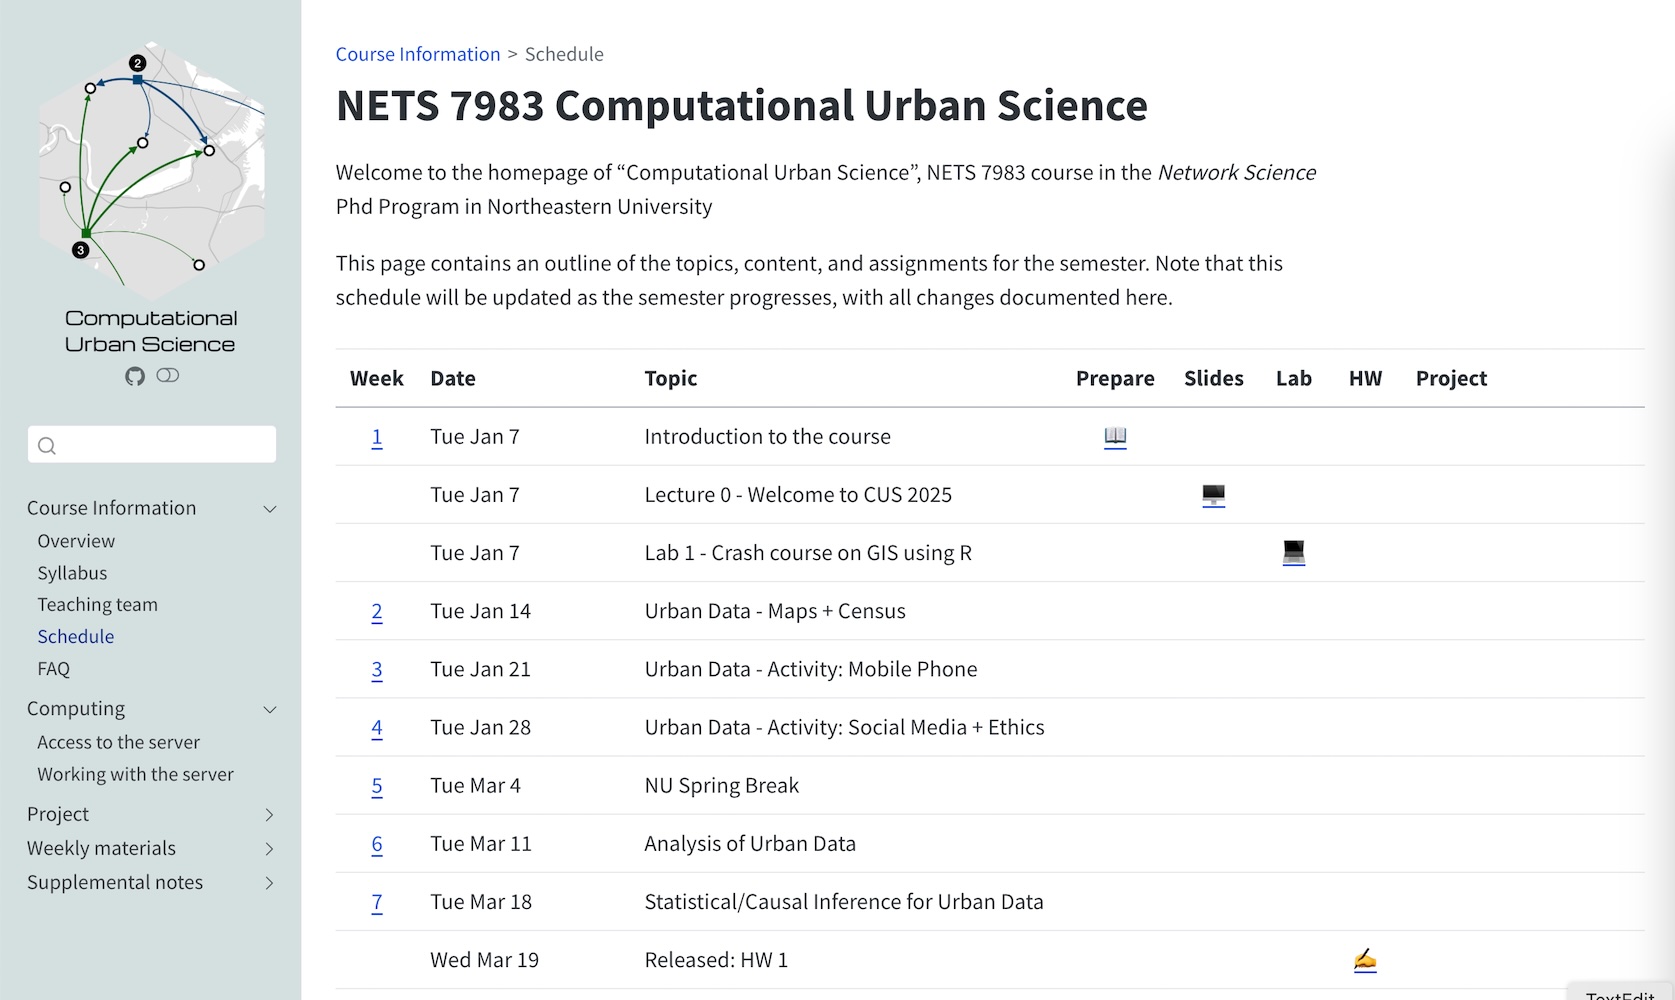 2
3
Computational
Urban Science
Course Information
Overview
Syllabus
Teaching team
Schedule
FAQ
Computing
Access to the server
Working with the server
Project
Weekly materials
Supplemental notes
Course Information > Schedule
NETS 7983 Computational Urban Science
Welcome to the homepage of “Computational Urban Science”, NETS 7983 course in the Network Science
Phd Program in Northeastern University
This page contains an outline of the topics, content, and assignments for the semester. Note that this
schedule will be updated as the semester progresses, with all changes documented here.
Week Date Topic Prepare Slides Lab HW Project
1 Tue Jan 7 Introduction to the course
Tue Jan 7 Lecture 0 - Welcome to CUS 2025
Tue Jan 7 Lab 1 - Crash course on GIS using R
2 Tue Jan 14 Urban Data - Maps + Census
3 Tue Jan 21 Urban Data - Activity: Mobile Phone
4 Tue Jan 28 Urban Data - Activity: Social Media + Ethics
5 Tue Mar 4 NU Spring Break
6 Tue Mar 11 Analysis of Urban Data
7 Tue Mar 18 Statistical/Causal Inference for Urban Data
Wed Mar 19 Released: HW 1
TextEdit